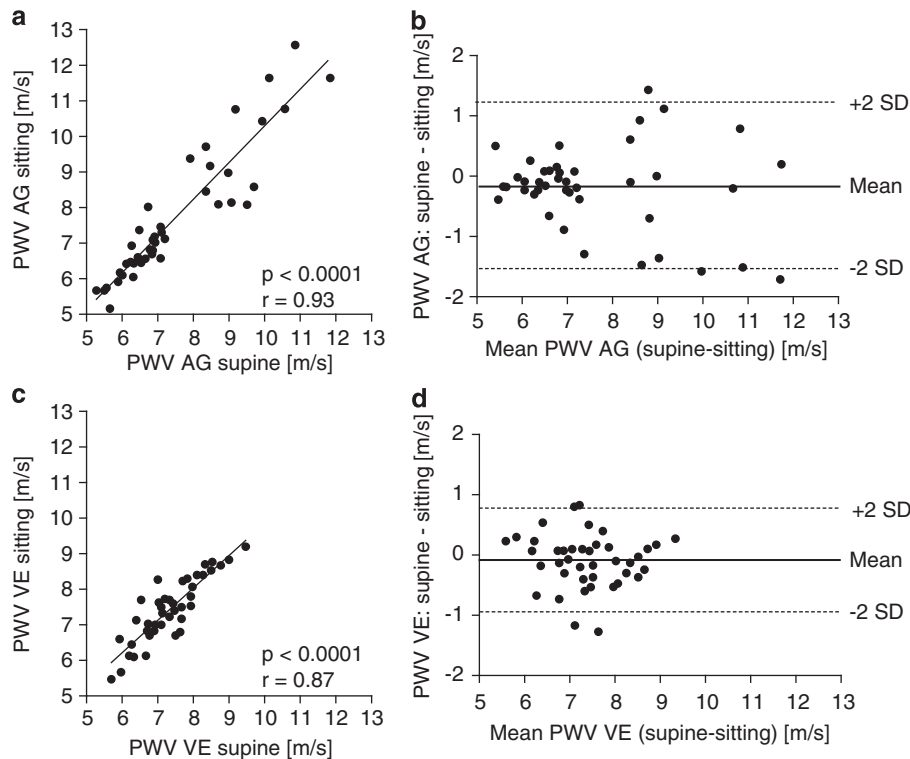 a
13
12
11
10
9
8
7
6
5
PWV AG sitting [m/s]
p < 0.0001
r = 0.93
5 6 7 8 9 10 11 12 13
PWV AG supine [m/s]
b
2
1
0
-1
-2
PWV AG: supine - sitting [m/s]
+2 SD
Mean
-2 SD
5 6 7 8 9 10 11 12 13
Mean PWV AG (supine-sitting) [m/s]
c
13
12
11
10
9
8
7
6
5
PWV VE sitting [m/s]
p < 0.0001
r = 0.87
5 6 7 8 9 10 11 12 13
PWV VE supine [m/s]
d
2
1
0
-1
-2
PWV VE: supine - sitting [m/s]
+2 SD
Mean
-2 SD
5 6 7 8 9 10 11 12 13
Mean PWV VE (supine-sitting) [m/s]